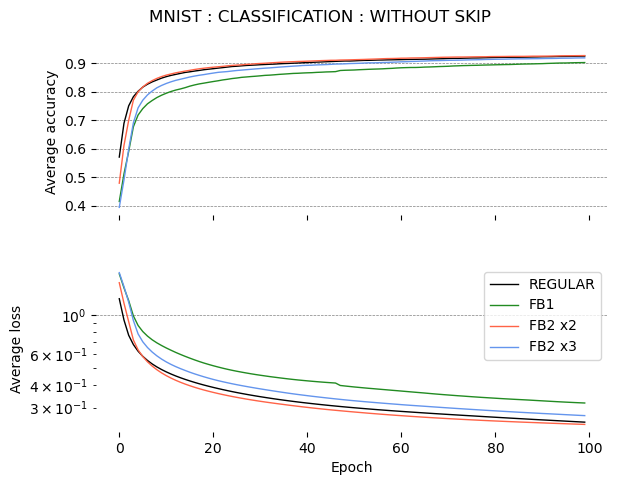 MNIST : CLASSIFICATION : WITHOUT SKIP
Average accuracy
0.9
0.8
0.7
0.6
0.5
0.4
Average loss
10⁰
6 × 10⁻¹
4 × 10⁻¹
3 × 10⁻¹
REGULAR
FB1
FB2 x2
FB2 x3
0 20 40 60 80 100
Epoch